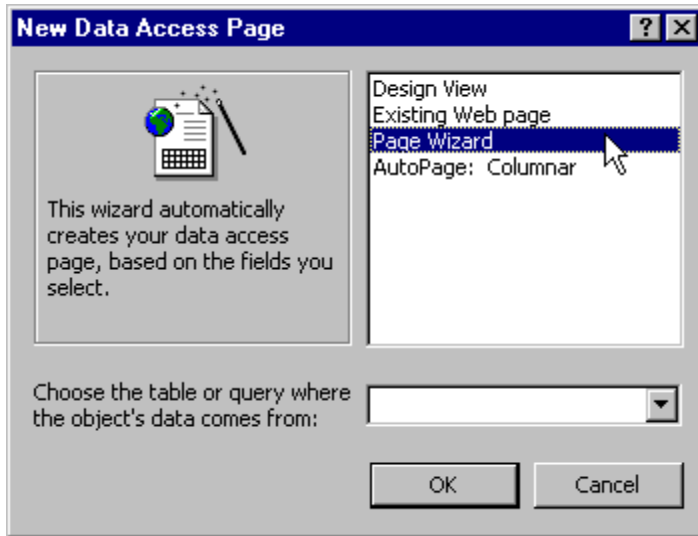 New Data Access Page
This wizard automatically
creates your data access
page, based on the fields you
select.
Design View
Existing Web page
Page Wizard
AutoPage: Columnar
Choose the table or query where
the object's data comes from:
OK
Cancel